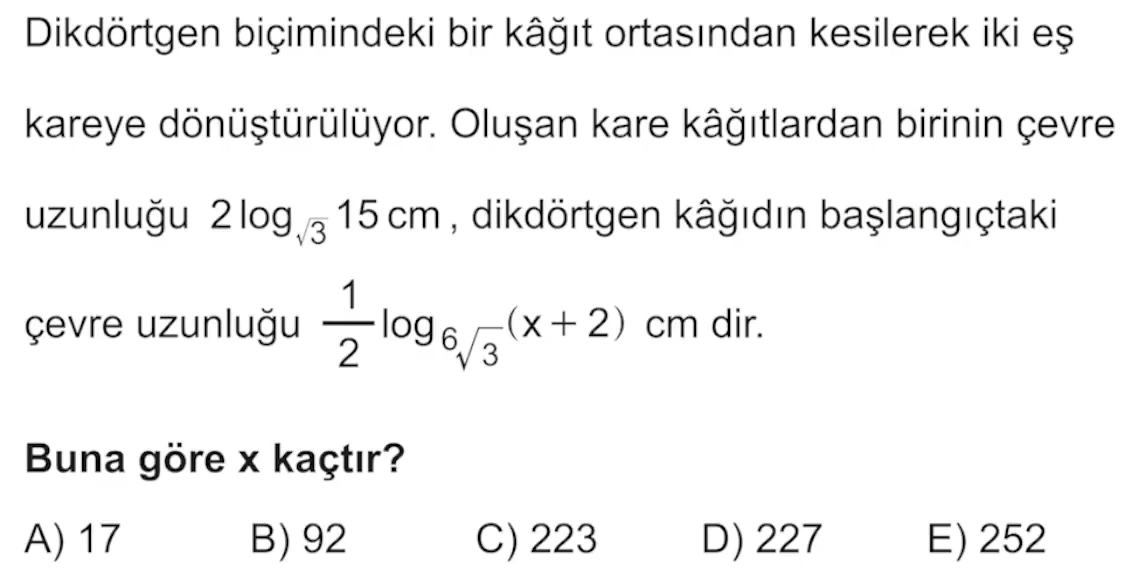 Dikdörtgen biçimindeki bir kâğıt ortasından kesilerek iki eş
kareye dönüştürülüyor. Oluşan kare kâğıtlardan birinin çevre
uzunluğu 2 log_{√3} 15 cm , dikdörtgen kâğıdın başlangıçtaki
çevre uzunluğu \frac{1}{2} log_{⁶√3} (x + 2) cm dir.
Buna göre x kaçtır?
A) 17 B) 92 C) 223 D) 227 E) 252